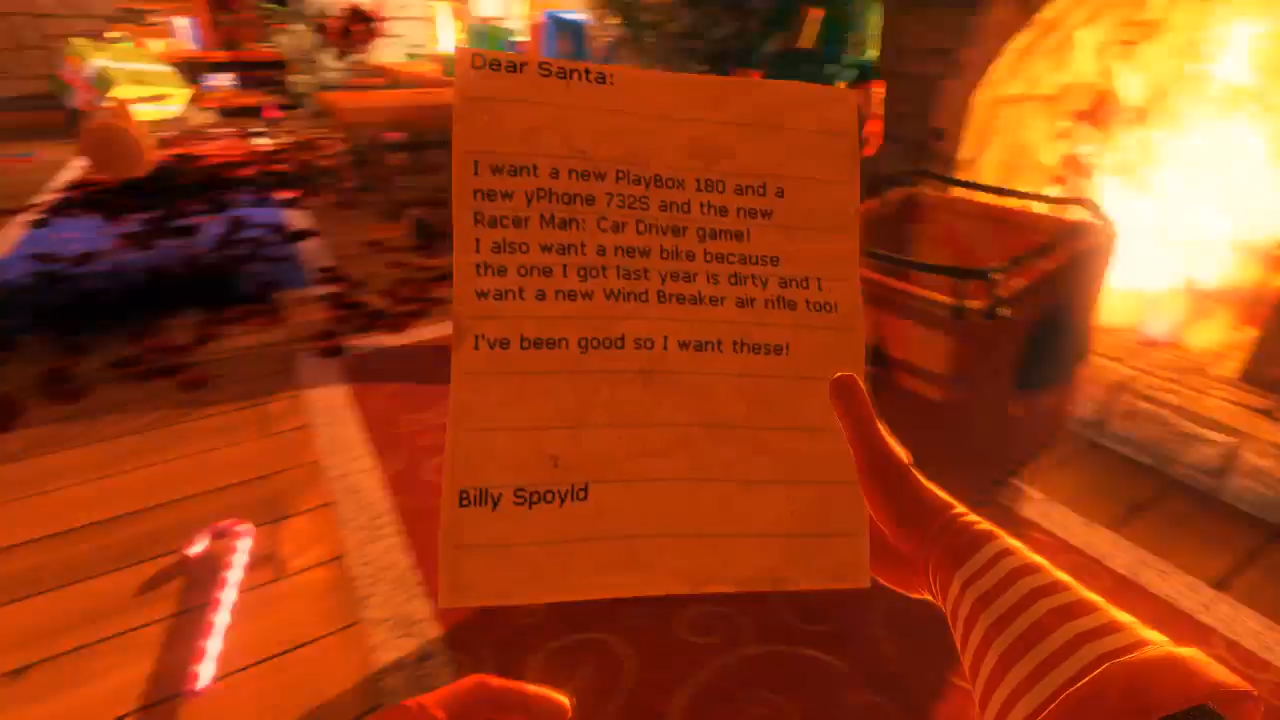 Dear Santa:
I want a new PlayBox 180 and a
new yPhone 732S and the new
Racer Man: Car Driver game!
I also want a new bike because
the one I got last year is dirty and I
want a new Wind Breaker air rifle too!
I've been good so I want these!
Billy Spoyld